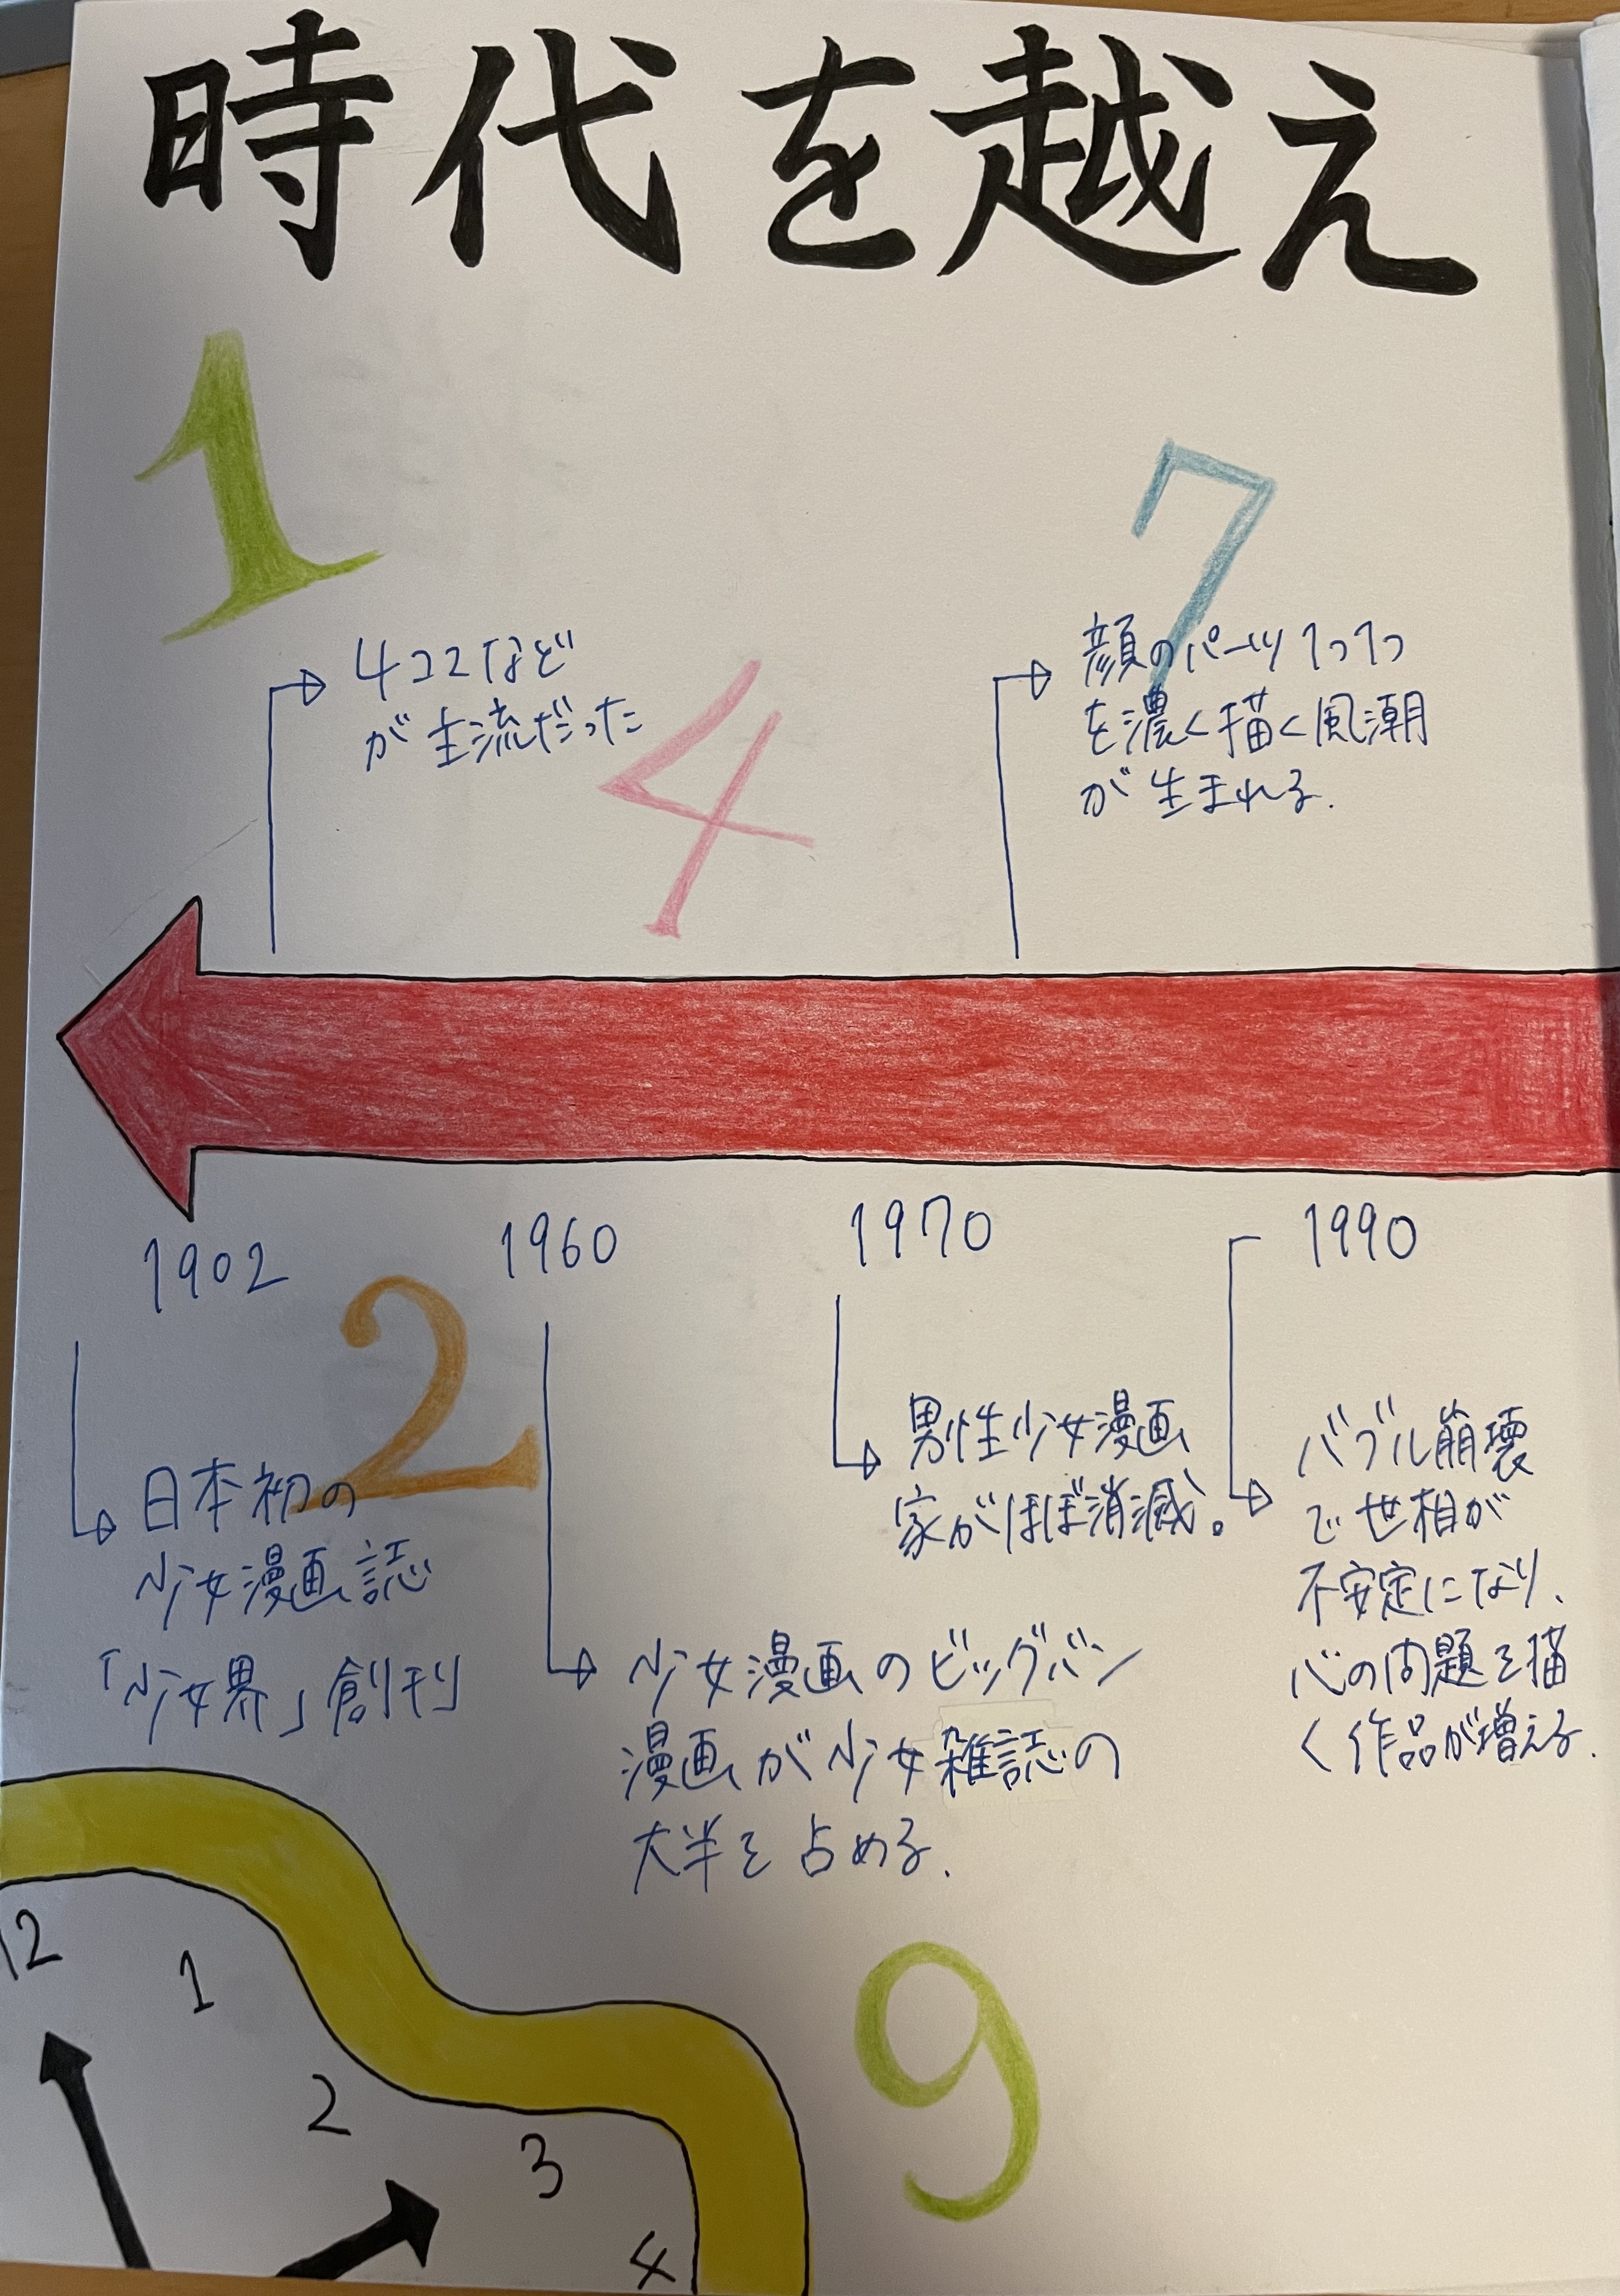 時代を越え
1
7
4コマなど
が主流だった
4
顔のパーツ1つ1つ
を濃く描く風潮
が生まれる.
1902
1960
1970
1990
2
日本初の
少女漫画誌
「少女界」創刊
少女漫画のビッグバン
漫画が少女雑誌の
大半を占める.
男性少女漫画
家がほぼ消滅。
バブル崩壊
で世相が
不安定になり、
心の問題を描
く作品が増える.
12
1
2
3
4
9